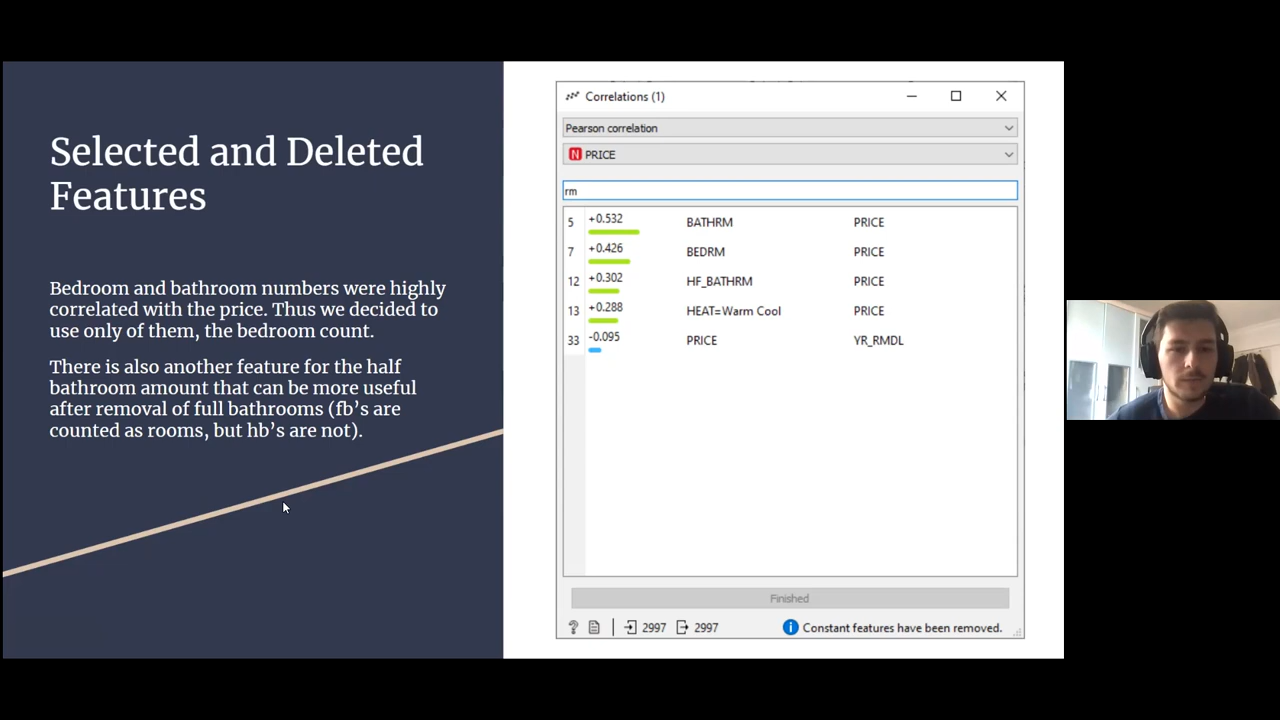 Selected and Deleted
Features
Bedroom and bathroom numbers were highly
correlated with the price. Thus we decided to
use only of them, the bedroom count.
There is also another feature for the half
bathroom amount that can be more useful
after removal of full bathrooms (fb's are
counted as rooms, but hb's are not).
Correlations (1)
Pearson correlation
N PRICE
rm
5 +0.532 BATHRM PRICE
7 +0.426 BEDRM PRICE
12 +0.302 HF_BATHRM PRICE
13 +0.288 HEAT=Warm Cool PRICE
33 -0.095 PRICE YR_RMDL
Finished
? 2997 2997 Constant features have been removed.